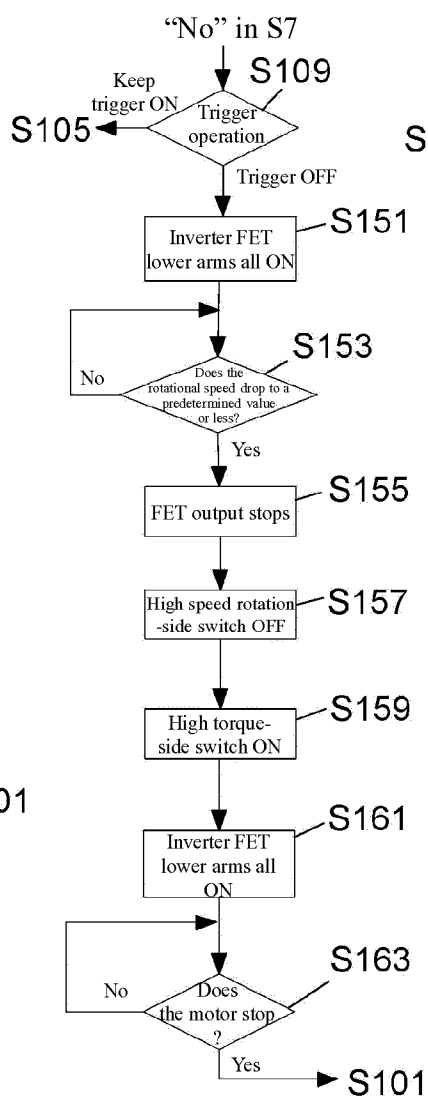 “No” in S7
S109
Keep
trigger ON
Trigger
operation
S105
S
Trigger OFF
S151
Inverter FET
lower arms all ON
S153
No
Does the
rotational speed drop to a
predetermined value
or less?
Yes
S155
FET output stops
S157
High speed rotation
-side switch OFF
S159
High torque-
side switch ON
01
S161
Inverter FET
lower arms all
ON
S163
No
Does
the motor stop
?
Yes
S101